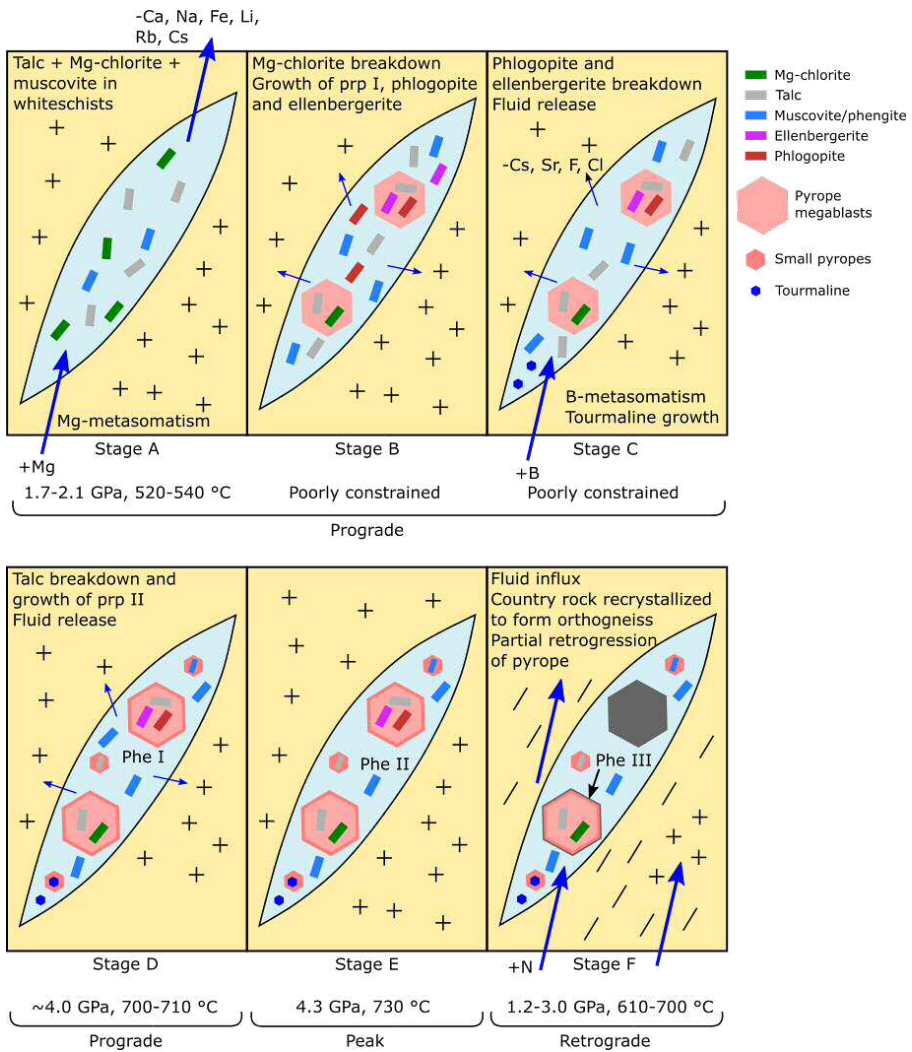 -Ca, Na, Fe, Li,
Rb, Cs
Talc + Mg-chlorite +
muscovite in
whiteschists
Mg-metasomatism
+Mg
Stage A
1.7-2.1 GPa, 520-540 °C
Mg-chlorite breakdown
Growth of prp I, phlogopite
and ellenbergerite
Stage B
Poorly constrained
Phlogopite and
ellenbergerite breakdown
Fluid release
-Cs, Sr, F, Cl
B-metasomatism
Tourmaline growth
+B
Stage C
Poorly constrained
Prograde
Mg-chlorite
Talc
Muscovite/phengite
Ellenbergerite
Phlogopite
Pyrope
megablasts
Small pyropes
Tourmaline
Talc breakdown and
growth of prp II
Fluid release
Phe I
Stage D
~4.0 GPa, 700-710 °C
Prograde
Phe II
Stage E
4.3 GPa, 730 °C
Peak
Fluid influx
Country rock recrystallized
to form orthogneiss
Partial retrogression
of pyrope
Phe III
+N
Stage F
1.2-3.0 GPa, 610-700 °C
Retrograde